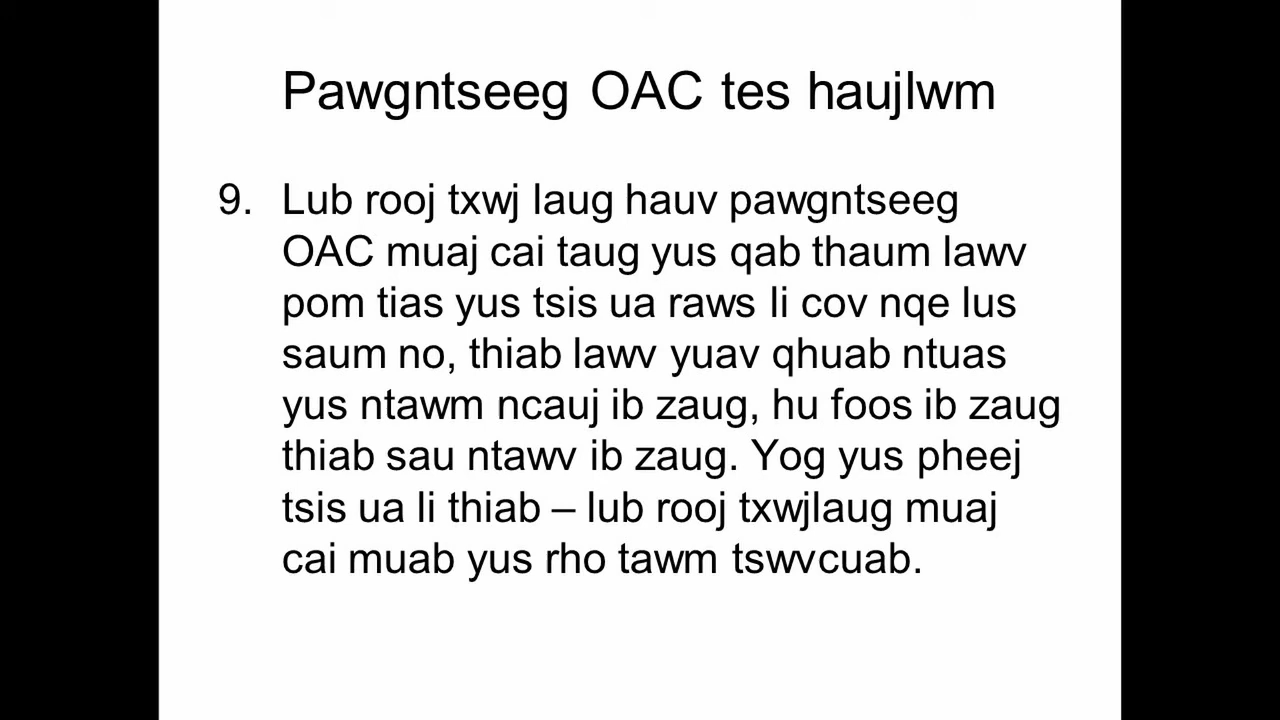 Pawgntseeg OAC tes haujlwm
9. Lub rooj txwj laug hauv pawgntseeg
OAC muaj cai taug yus qab thaum lawv
pom tias yus tsis ua raws li cov nqe lus
saum no, thiab lawv yuav qhuab ntuas
yus ntawm ncauj ib zaug, hu foos ib zaug
thiab sau ntawv ib zaug. Yog yus pheej
tsis ua li thiab – lub rooj txwjlaug muaj
cai muab yus rho tawm tswvcuab.